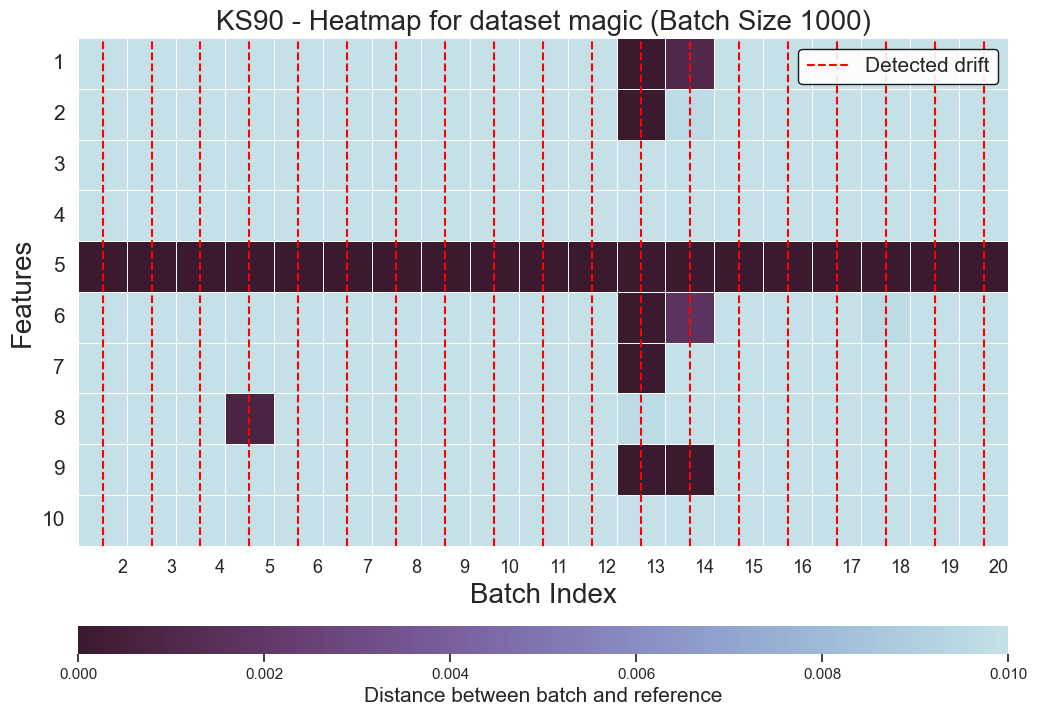 KS90 - Heatmap for dataset magic (Batch Size 1000)
Detected drift
Features
1
2
3
4
5
6
7
8
9
10
2 3 4 5 6 7 8 9 10 11 12 13 14 15 16 17 18 19 20
Batch Index
0.000 0.002 0.004 0.006 0.008 0.010
Distance between batch and reference